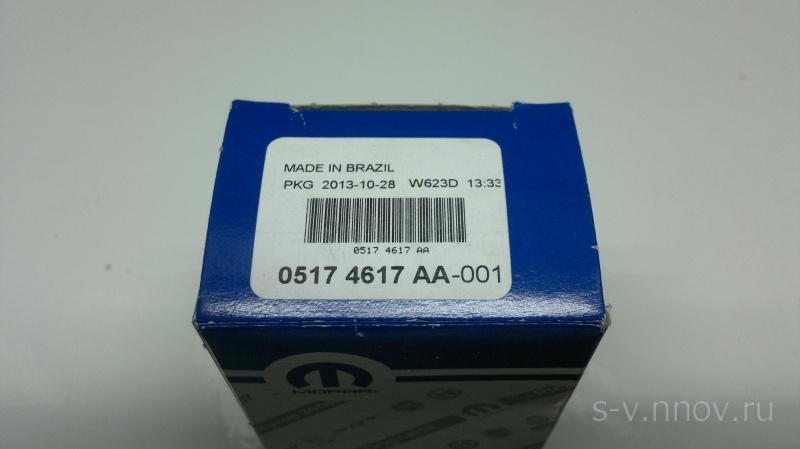 MADE IN BRAZIL
PKG 2013-10-28 W623D 13:33
0517 4617 AA
0517 4617 AA-001
MOPAR
s-v.nnov.ru